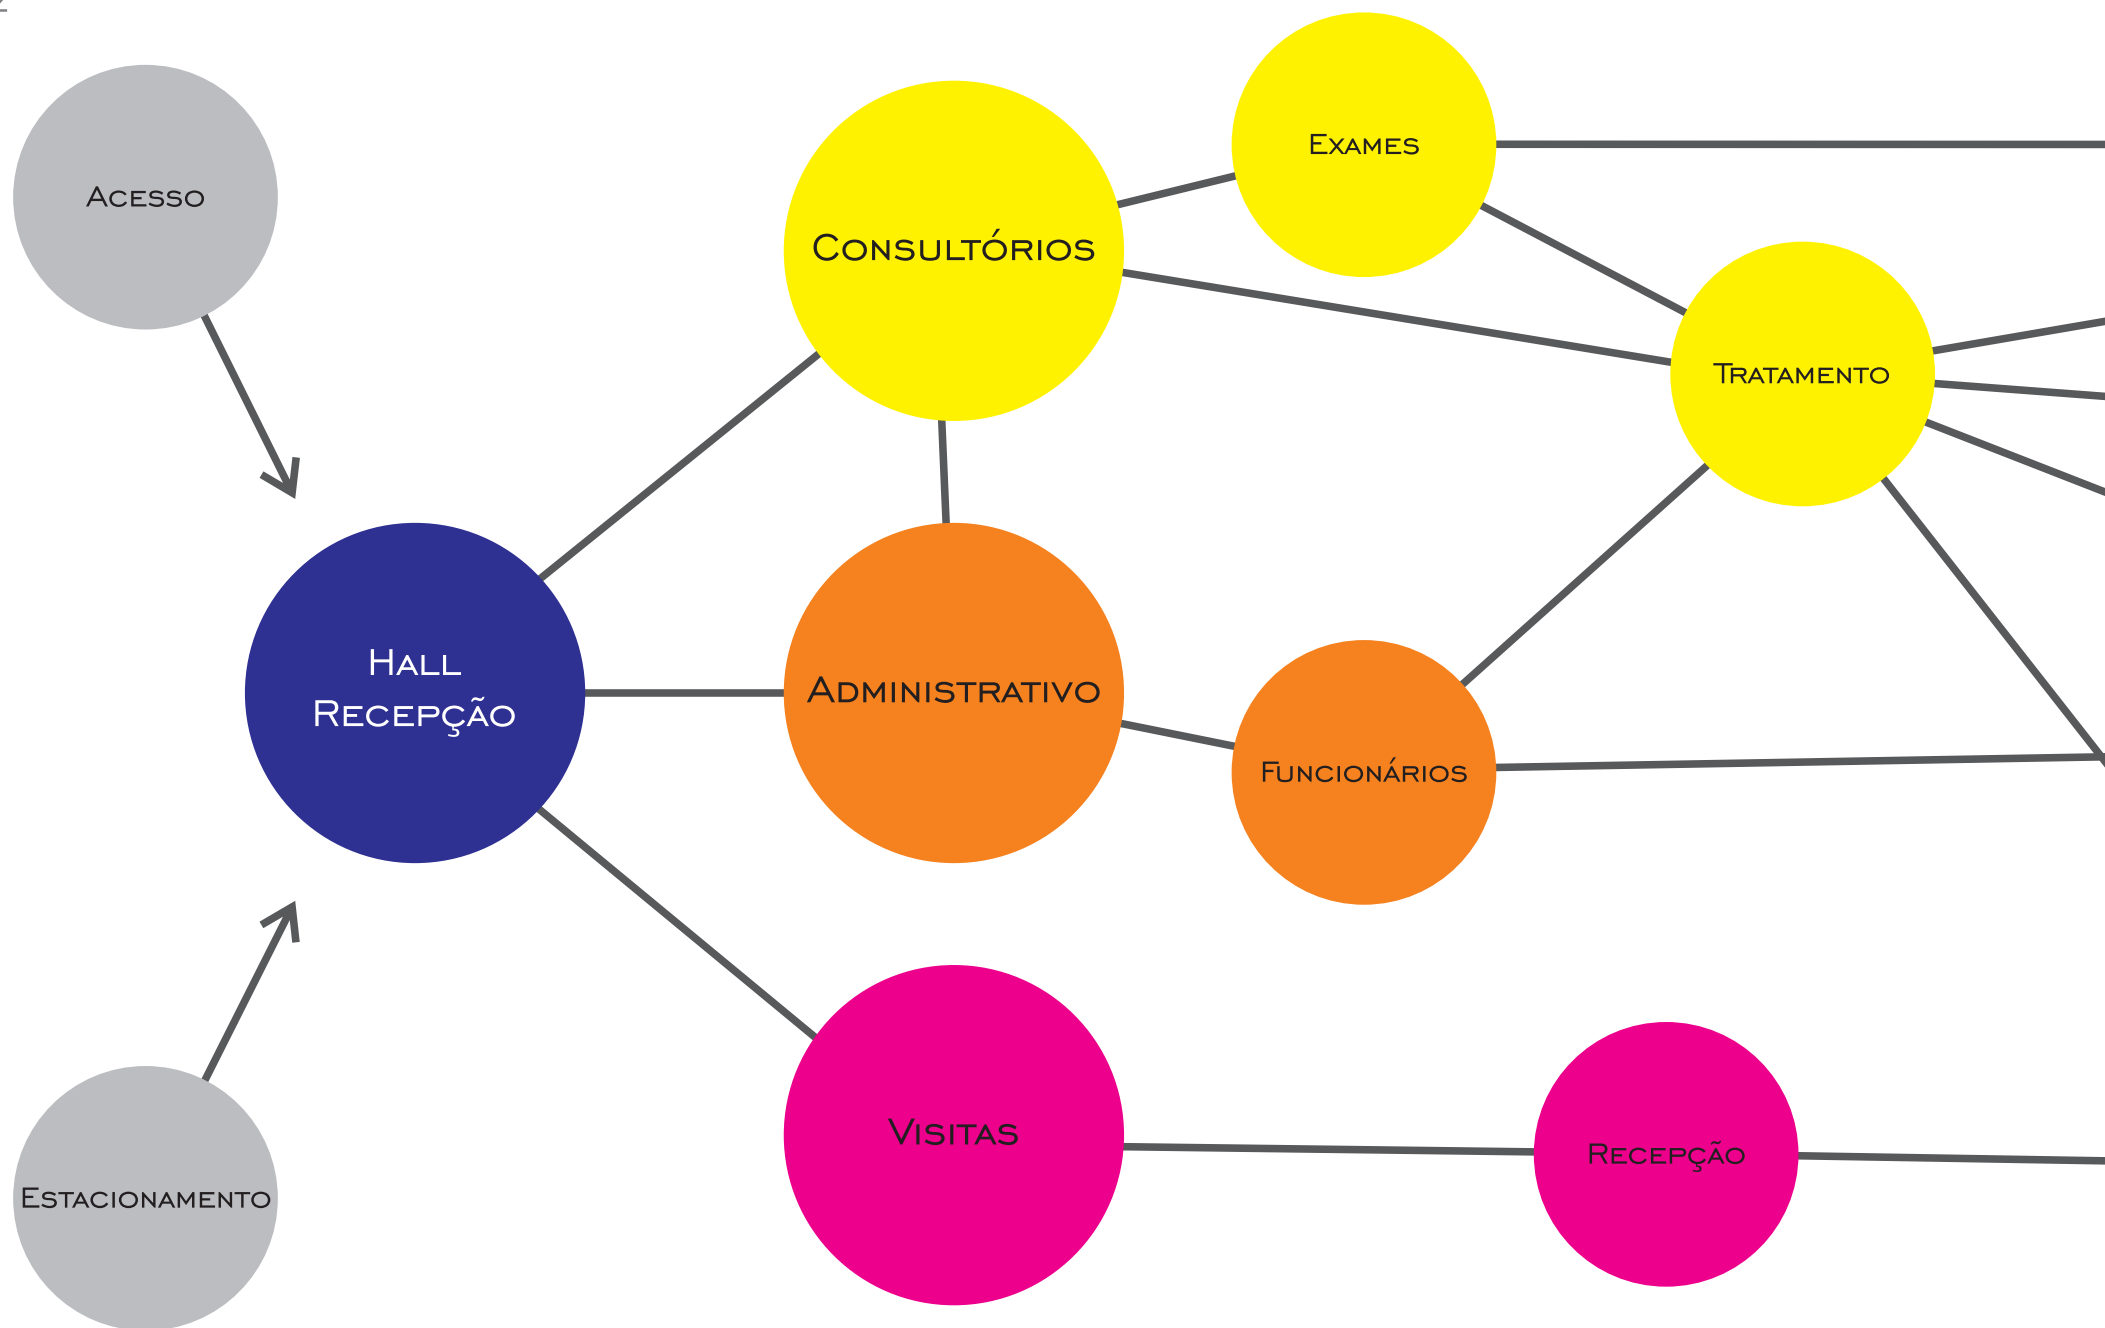 Acesso
Exames
Consultórios
Tratamento
Hall
Recepção
Administrativo
Funcionários
Visitas
Recepção
Estacionamento